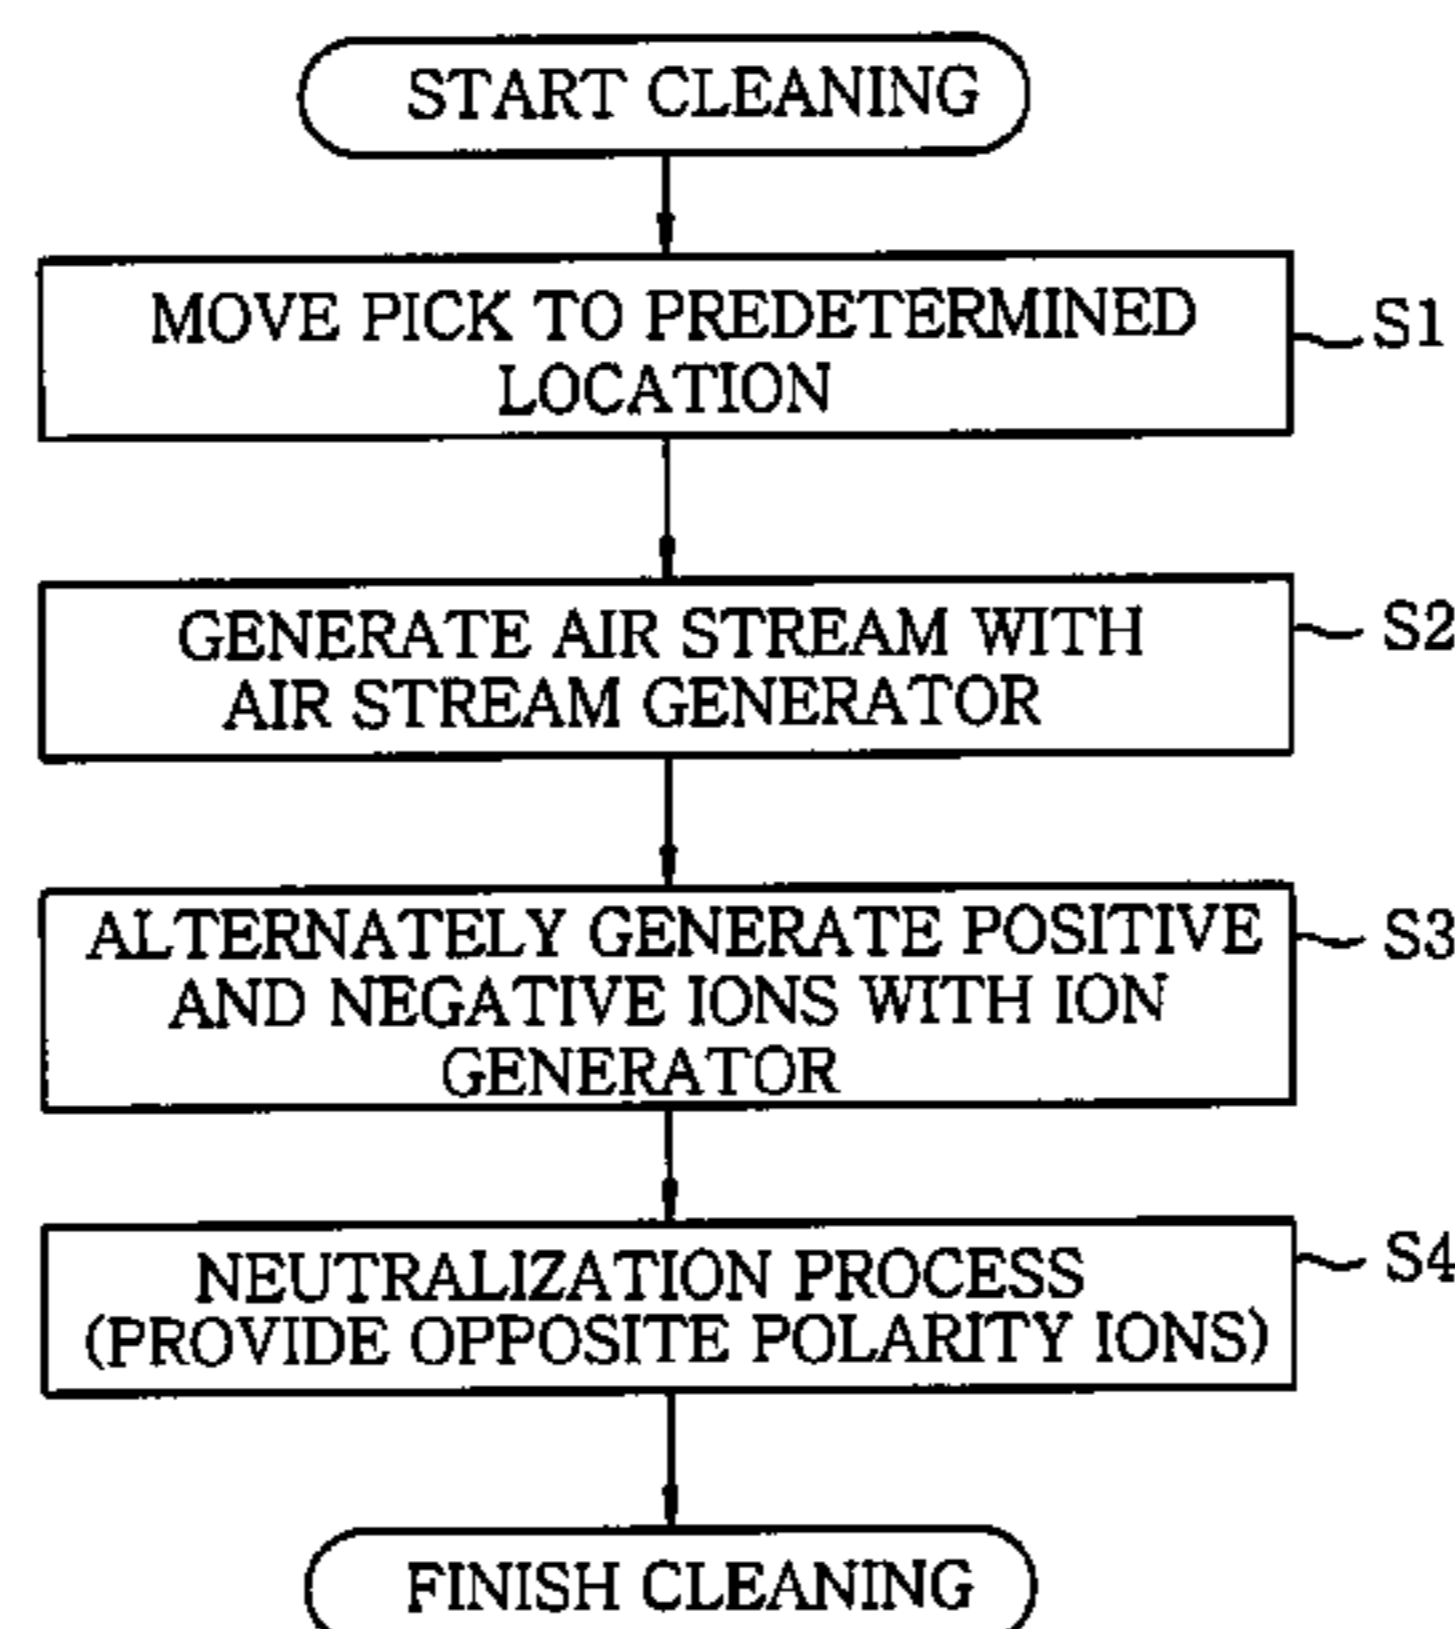 START CLEANING
MOVE PICK TO PREDETERMINED
LOCATION
S1
GENERATE AIR STREAM WITH
AIR STREAM GENERATOR
S2
ALTERNATELY GENERATE POSITIVE
AND NEGATIVE IONS WITH ION
GENERATOR
S3
NEUTRALIZATION PROCESS
(PROVIDE OPPOSITE POLARITY IONS)
S4
FINISH CLEANING